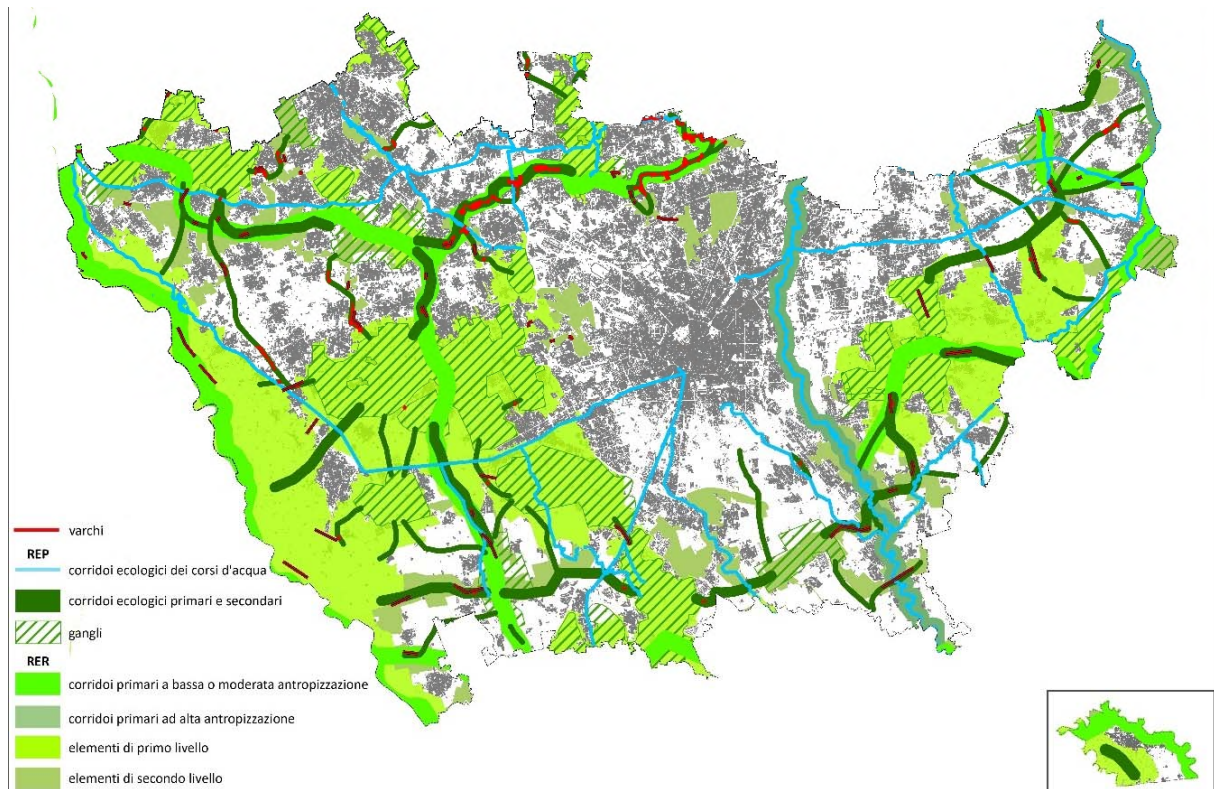 varchi
REP
corridoi ecologici dei corsi d'acqua
corridoi ecologici primari e secondari
gangli
RER
corridoi primari a bassa o moderata antropizzazione
corridoi primari ad alta antropizzazione
elementi di primo livello
elementi di secondo livello